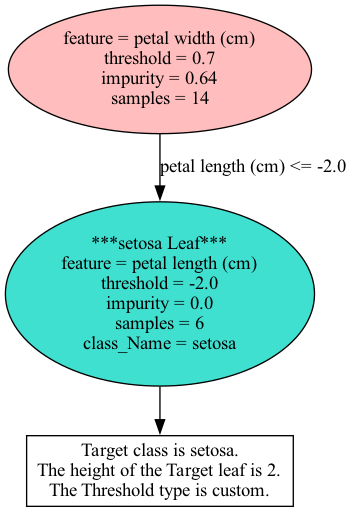 feature = petal width (cm)
threshold = 0.7
impurity = 0.64
samples = 14
petal length (cm) <= -2.0
***setosa Leaf***
feature = petal length (cm)
threshold = -2.0
impurity = 0.0
samples = 6
class_Name = setosa
Target class is setosa.
The height of the Target leaf is 2.
The Threshold type is custom.